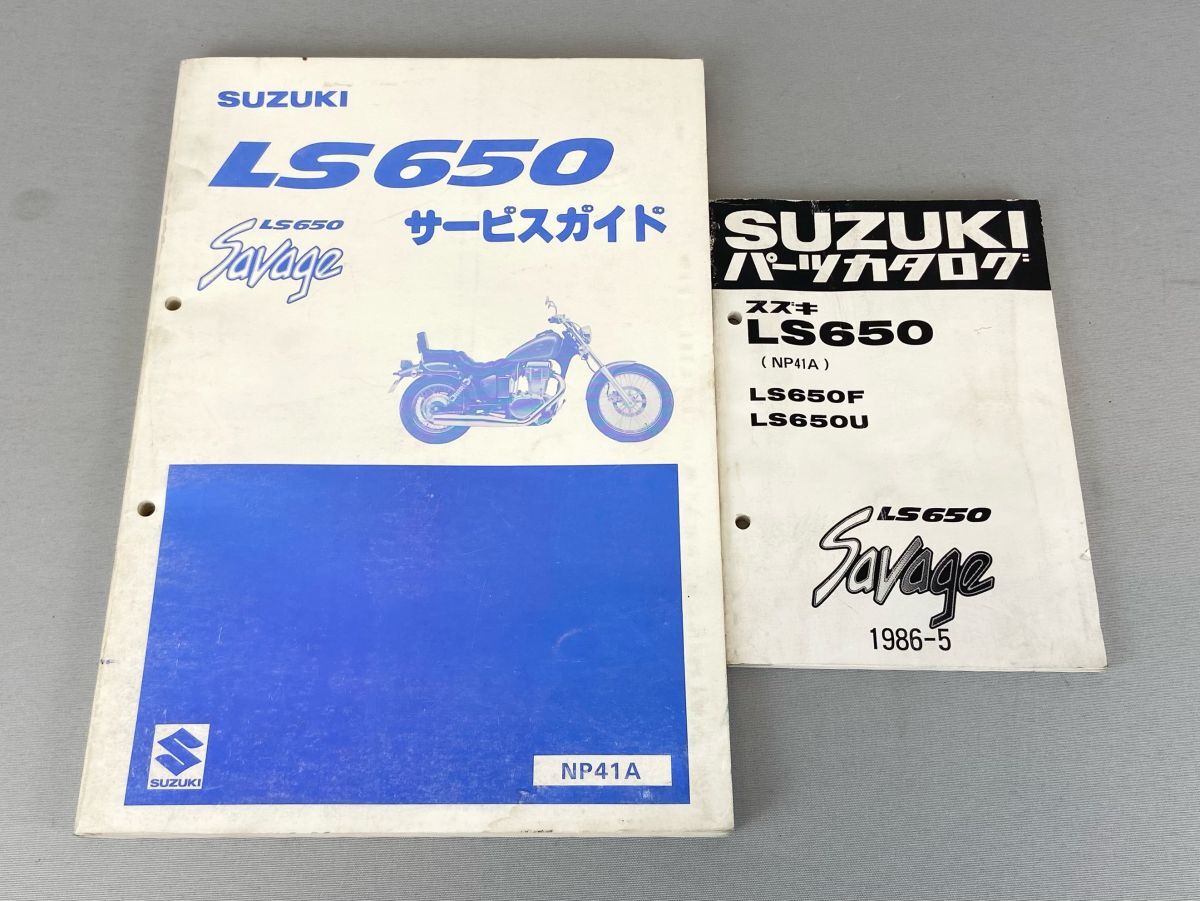 SUZUKI
LS650
LS650
Savage
サービスガイド
SUZUKI
NP41A
SUZUKI
パーツカタログ
スズキ
LS650
(NP41A)
LS650F
LS650U
LS650
Savage
1986-5